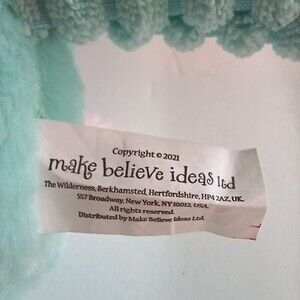 Copyright © 2021
make believe ideas ltd
The Wilderness, Berkhamsted, Hertfordshire, HP4 2AZ, UK.
557 Broadway, New York, NY 10012, USA.
All rights reserved.
Distributed by Make Believe Ideas Ltd.